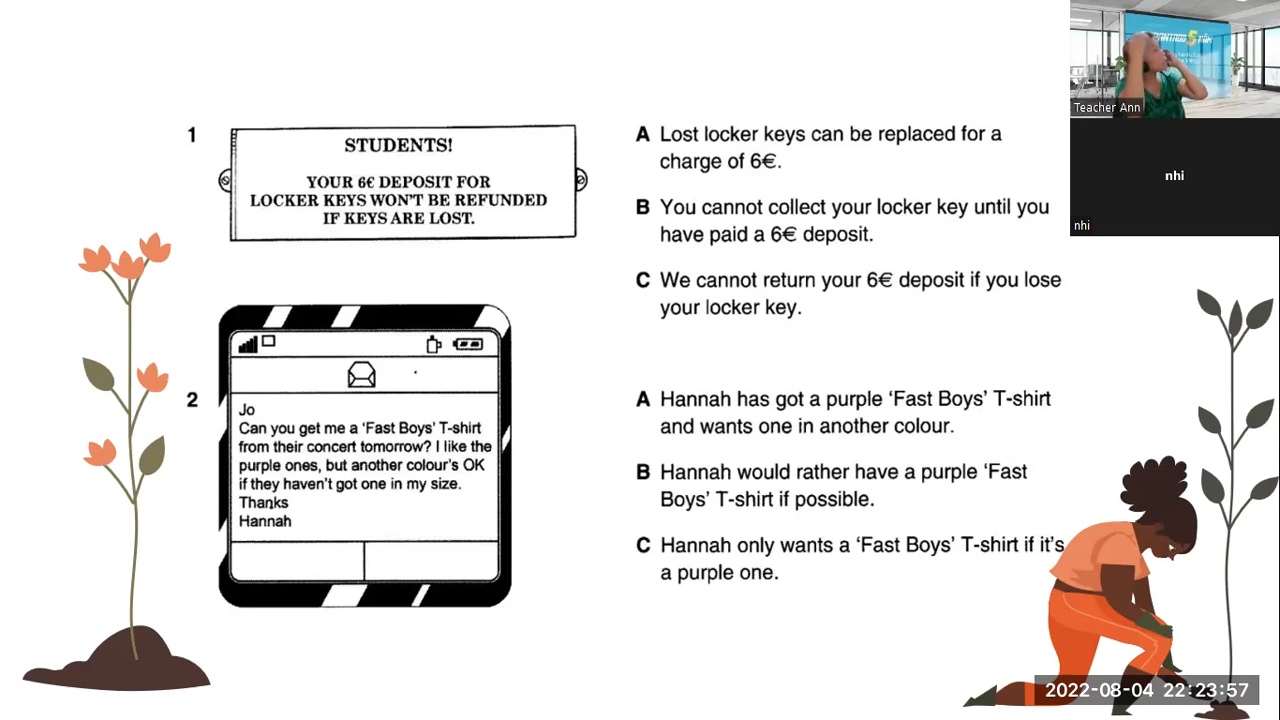 1
STUDENTS!
YOUR 6€ DEPOSIT FOR
LOCKER KEYS WON'T BE REFUNDED
IF KEYS ARE LOST.
A Lost locker keys can be replaced for a
charge of 6€.
B You cannot collect your locker key until you
have paid a 6€ deposit.
C We cannot return your 6€ deposit if you lose
your locker key.
2
Jo
Can you get me a 'Fast Boys' T-shirt
from their concert tomorrow? I like the
purple ones, but another colour's OK
if they haven't got one in my size.
Thanks
Hannah
A Hannah has got a purple 'Fast Boys' T-shirt
and wants one in another colour.
B Hannah would rather have a purple 'Fast
Boys' T-shirt if possible.
C Hannah only wants a 'Fast Boys' T-shirt if it's
a purple one.
Teacher Ann
nhi
nhi
2022-08-04 22:23:57